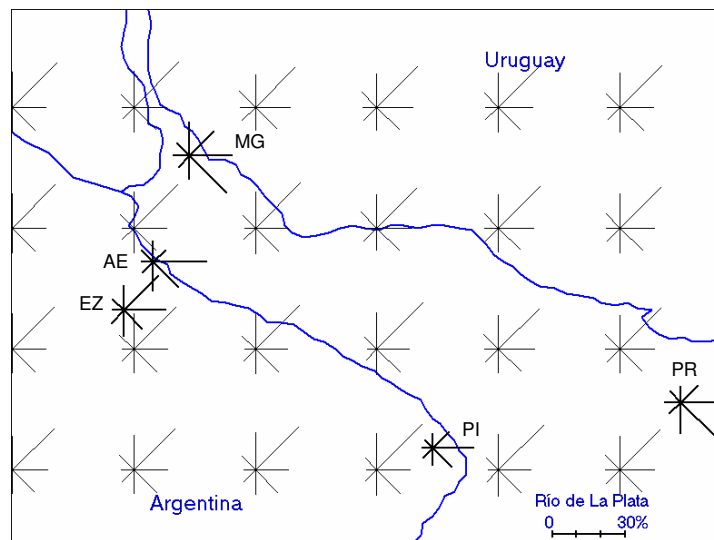 Uruguay
MG
AE
EZ
PR
PI
Argentina
Río de La Plata
0 30%